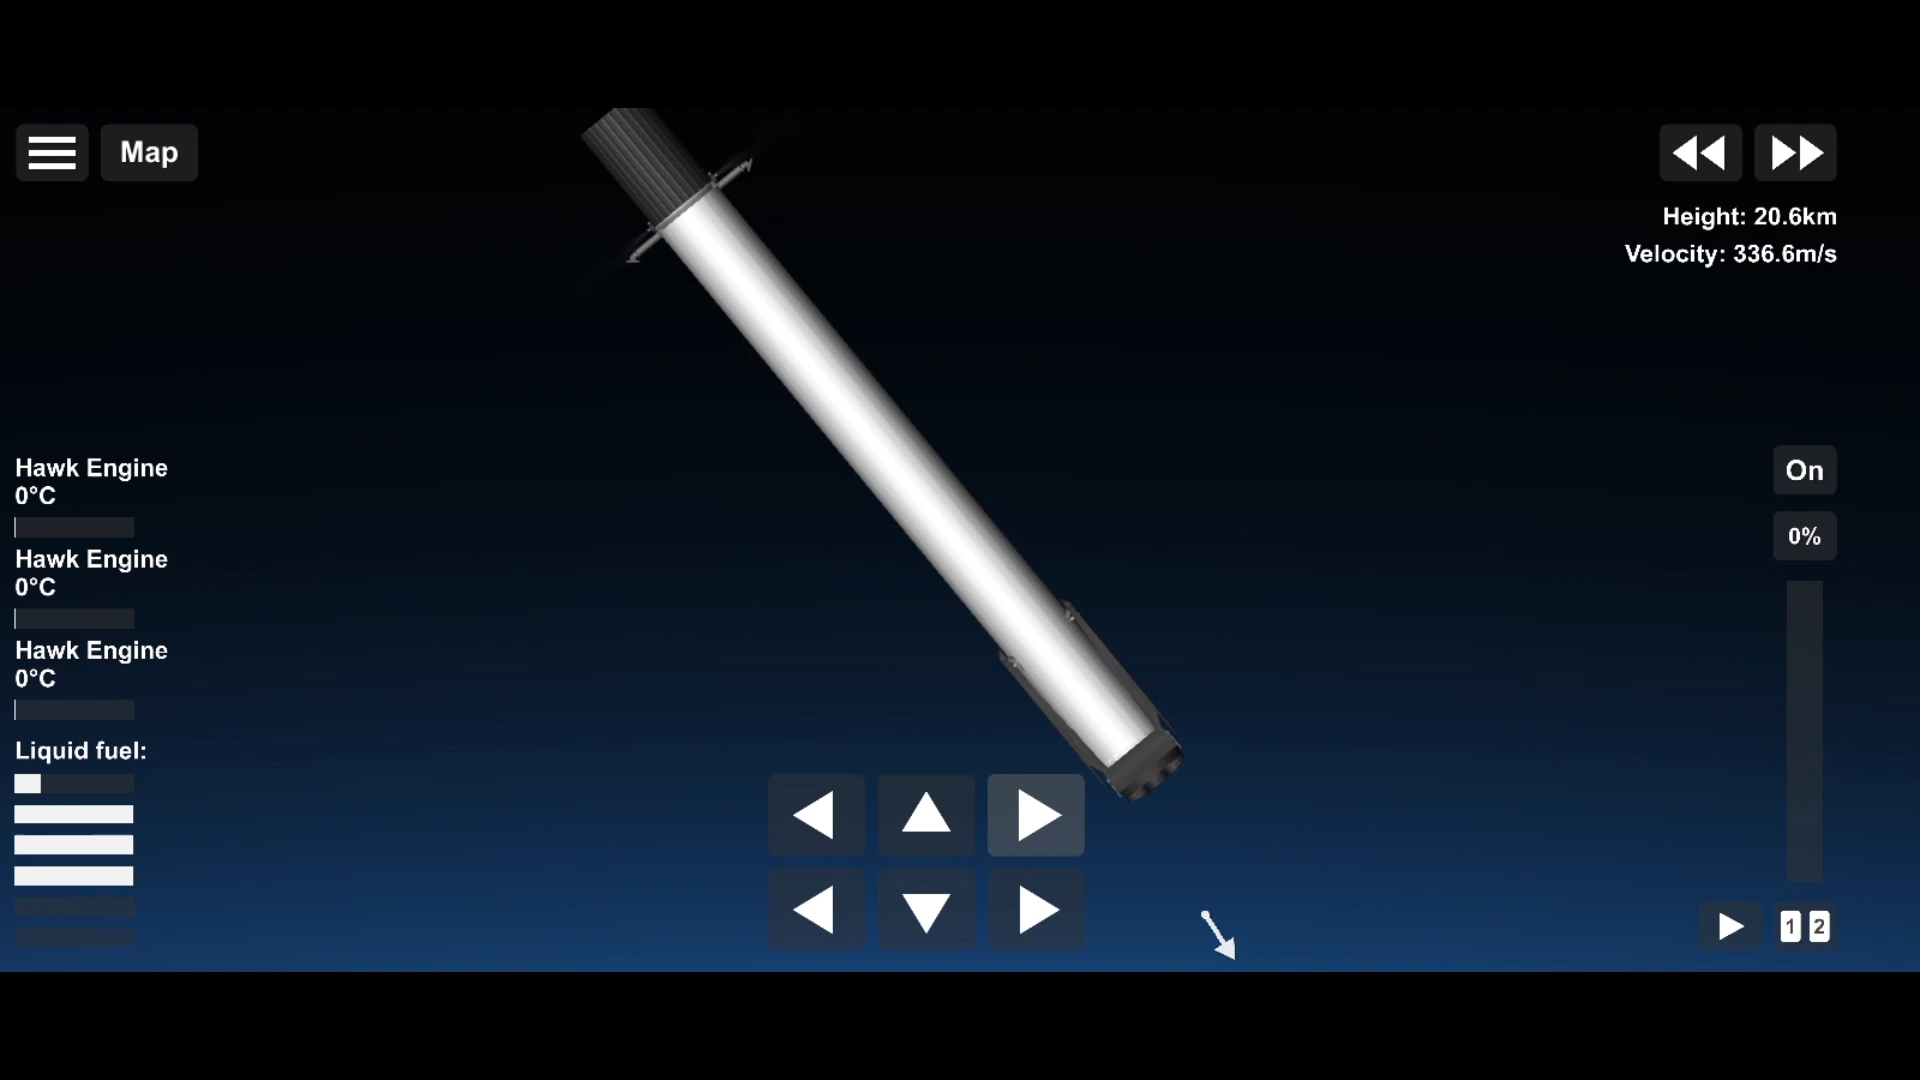 Map
Height: 20.6km
Velocity: 336.6m/s
Hawk Engine
0°C
Hawk Engine
0°C
Hawk Engine
0°C
Liquid fuel:
On
0%
1 2